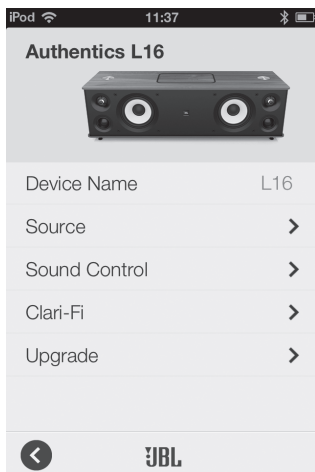 iPod 11:37
Authentics L16
Device Name L16
Source
Sound Control
Clari-Fi
Upgrade
JBL